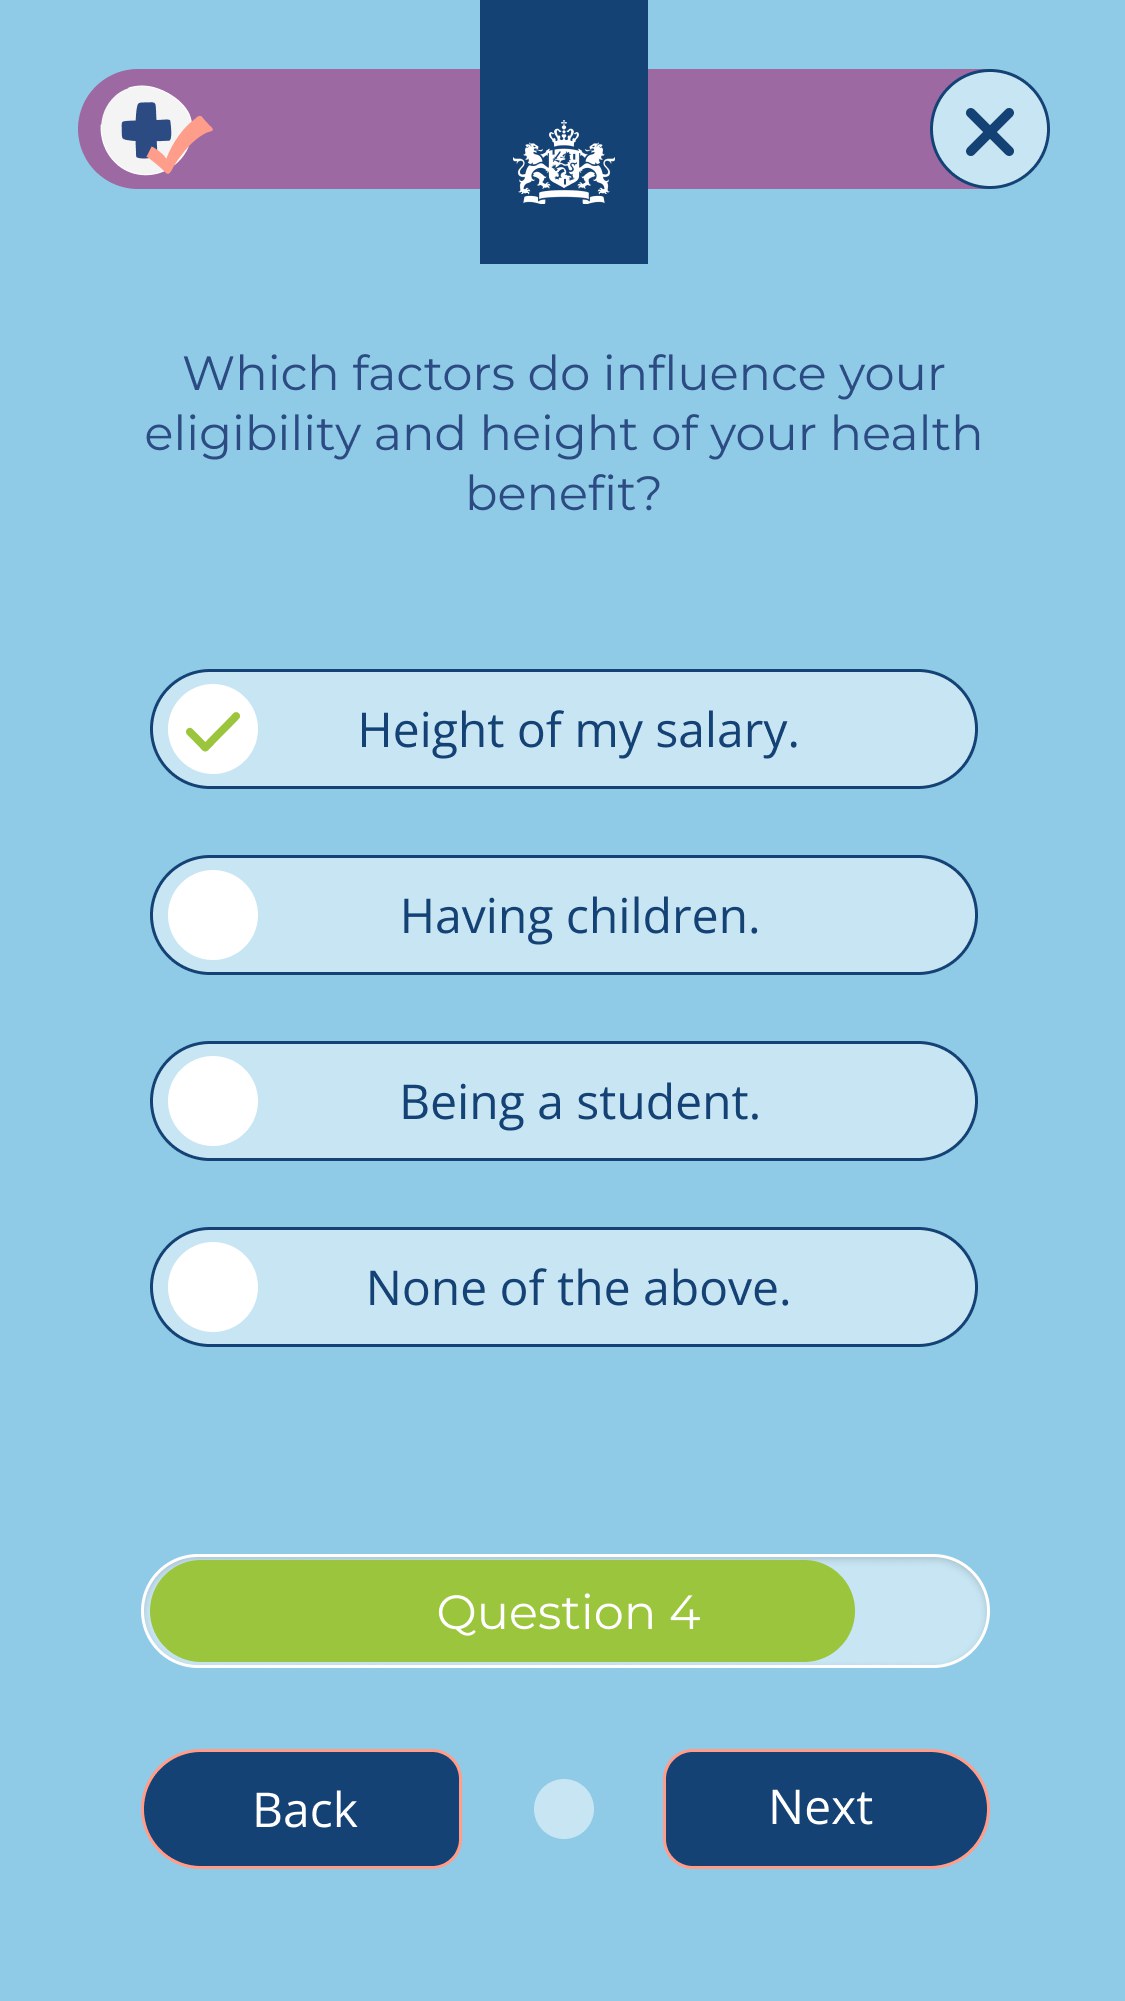 Which factors do influence your
eligibility and height of your health
benefit?
Height of my salary.
Having children.
Being a student.
None of the above.
Question 4
Back
Next